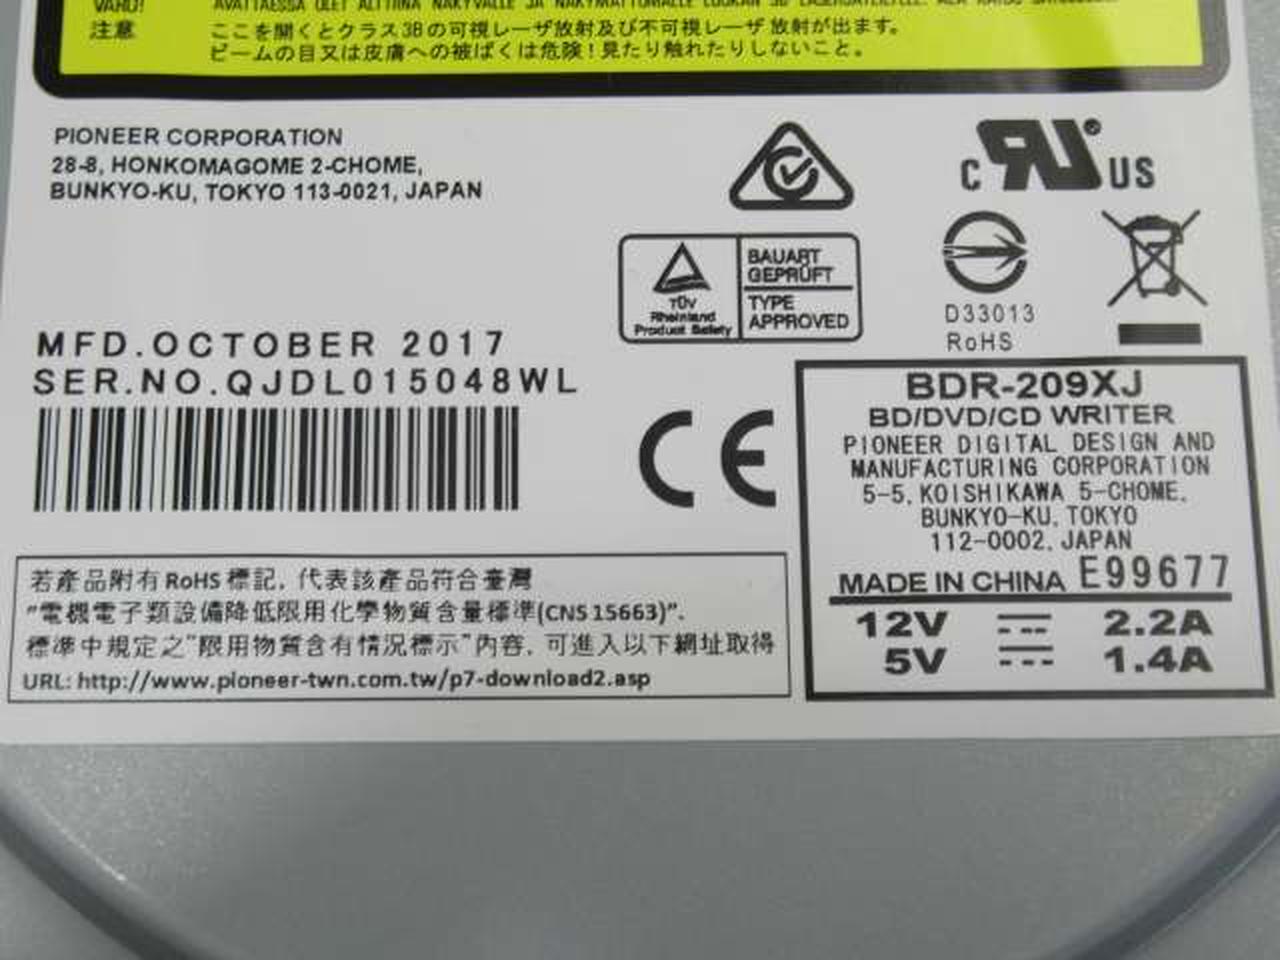 VARO!
注意
ここを開くとクラス3Bの可視レーザ放射及び不可視レーザ放射が出ます。
ビームの目又は皮膚への被ばくは危険！見たり触れたりしないこと。
PIONEER CORPORATION
28-8, HONKOMAGOME 2-CHOME,
BUNKYO-KU, TOKYO 113-0021, JAPAN
C RU® US
TÜV
Rheinland
Product Safety
BAUART
GEPRÜFT
TYPE
APPROVED
D33013
RoHS
MFD.OCTOBER 2017
SER.NO.QJDL015048WL
CE
BDR-209XJ
BD/DVD/CD WRITER
PIONEER DIGITAL DESIGN AND
MANUFACTURING CORPORATION
5-5, KOISHIKAWA 5-CHOME,
BUNKYO-KU, TOKYO
112-0002, JAPAN
MADE IN CHINA E99677
12V 2.2A
5V 1.4A
若產品附有RoHS標記, 代表該產品符合臺灣
"電機電子類設備降低限用化學物質含量標準(CNS 15663)".
標準中規定之"限用物質含有情況標示"內容, 可進入以下網址取得
URL: http://www.pioneer-twn.com.tw/p7-download2.asp